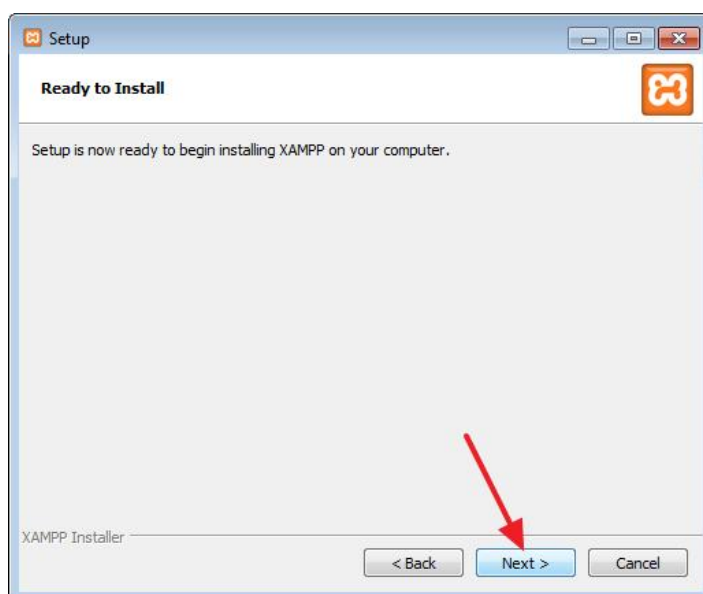 Setup
Ready to Install
Setup is now ready to begin installing XAMPP on your computer.
XAMPP Installer
< Back Next > Cancel